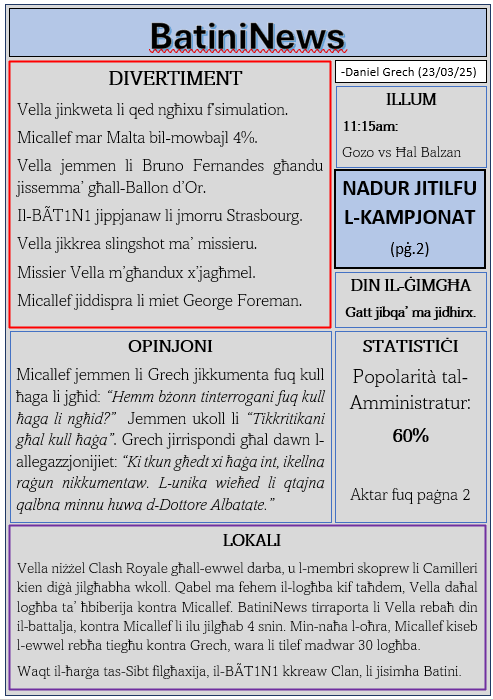 BatiniNews
-Daniel Grech (23/03/25)
DIVERTIMENT
Vella jinkweta li qed ngħixu f’simulation.
Micallef mar Malta bil-mowbajl 4%.
Vella jemmen li Bruno Fernandes għandu
jissemma’ għall-Ballon d’Or.
Il-BÃT1N1 jippjanaw li jmorru Strasbourg.
Vella jikkrea slingshot ma’ missieru.
Missier Vella m’għandux x’jagħmel.
Micallef jiddispra li miet George Foreman.
ILLUM
11:15am:
Gozo vs Ħal Balzan
NADUR JITILFU
L-KAMPJONAT
(pġ.2)
DIN IL-ĠIMGĦA
Gatt jibqa’ ma jidhirx.
OPINJONI
Micallef jemmen li Grech jikkumenta fuq kull
ħaġa li jgħid: “Hemm bżonn tinterrogani fuq kull
ħaġa li ngħid?” Jemmen ukoll li “Tikkritikani
għal kull ħaġa”. Grech jirrispondi għal dawn l-
allegazzjonijiet: “Ki tkun għedt xi ħaġa int, ikellna
raġun nikkumentaw. L-unika wieħed li qtajna
qalbna minnu huwa d-Dottore Albatate.”
STATISTIĊI
Popolarità tal-
Amministratur:
60%
Aktar fuq paġna 2
LOKALI
Vella niżżel Clash Royale għall-ewwel darba, u l-membri skoprew li Camilleri
kien diġà jilgħabha wkoll. Qabel ma fehem il-logħba kif taħdem, Vella daħal
logħba ta’ ħbiberija kontra Micallef. BatiniNews tirraporta li Vella rebaħ din
il-battalja, kontra Micallef li ilu jilgħab 4 snin. Min-naħa l-oħra, Micallef kiseb
l-ewwel rebħa tiegħu kontra Grech, wara li tilef madwar 30 logħba.
Waqt il-ħarġa tas-Sibt filgħaxija, il-BÃT1N1 kkreaw Clan, li jisimha Batini.